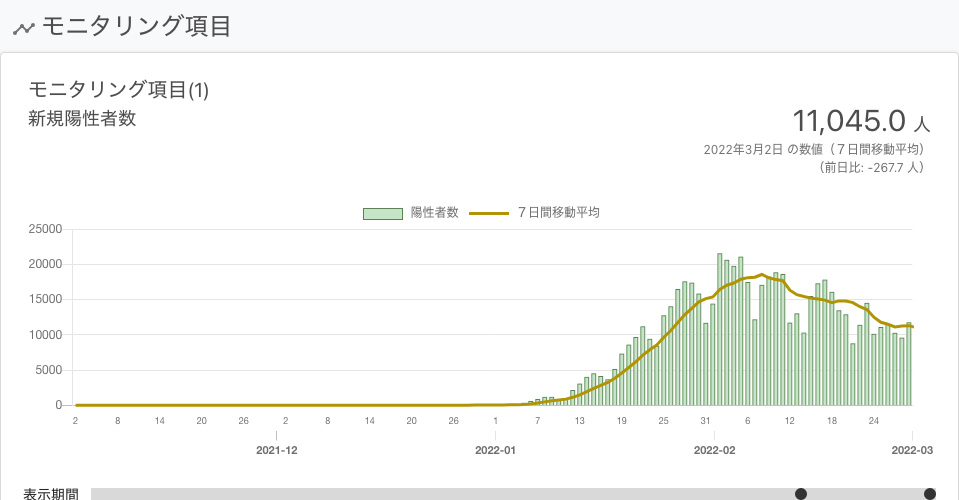 モニタリング項目
モニタリング項目(1)
新規陽性者数
11,045.0 人
2022年3月2日 の数値（７日間移動平均）
（前日比: -267.7 人）
陽性者数 ７日間移動平均
25000
20000
15000
10000
5000
0
2 8 14 20 26 2 8 14 20 26 1 7 13 19 25 31 6 12 18 24
2021-12 2022-01 2022-02 2022-03
表示期間